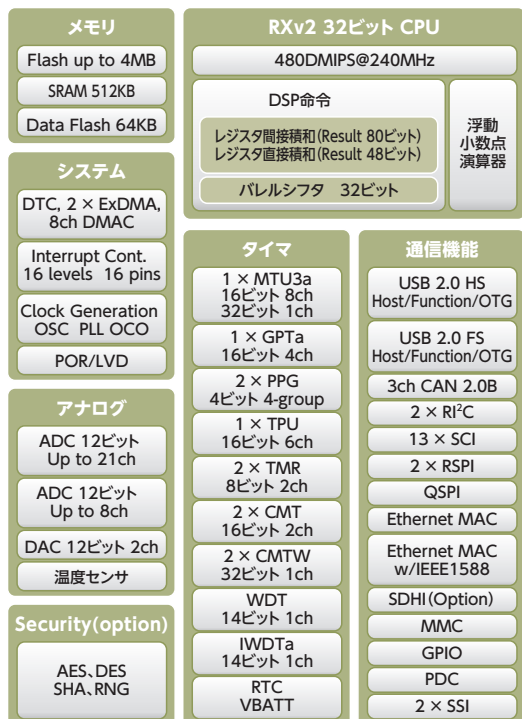 メモリ
Flash up to 4MB
SRAM 512KB
Data Flash 64KB
システム
DTC, 2 × ExDMA,
8ch DMAC
Interrupt Cont.
16 levels 16 pins
Clock Generation
OSC PLL OCO
POR/LVD
アナログ
ADC 12ビット
Up to 21ch
ADC 12ビット
Up to 8ch
DAC 12ビット 2ch
温度センサ
Security(option)
AES、DES
SHA、RNG
RXv2 32ビット CPU
480DMIPS@240MHz
DSP命令
レジスタ間接積和(Result 80ビット)
レジスタ直接積和(Result 48ビット)
バレルシフタ 32ビット
浮動
小数点
演算器
タイマ
1 × MTU3a
16ビット 8ch
32ビット 1ch
1 × GPTa
16ビット 4ch
2 × PPG
4ビット 4-group
1 × TPU
16ビット 6ch
2 × TMR
8ビット 2ch
2 × CMT
16ビット 2ch
2 × CMTW
32ビット 1ch
WDT
14ビット 1ch
IWDTa
14ビット 1ch
RTC
VBATT
通信機能
USB 2.0 HS
Host/Function/OTG
USB 2.0 FS
Host/Function/OTG
3ch CAN 2.0B
2 × RI²C
13 × SCI
2 × RSPI
QSPI
Ethernet MAC
Ethernet MAC
w/IEEE1588
SDHI(Option)
MMC
GPIO
PDC
2 × SSI